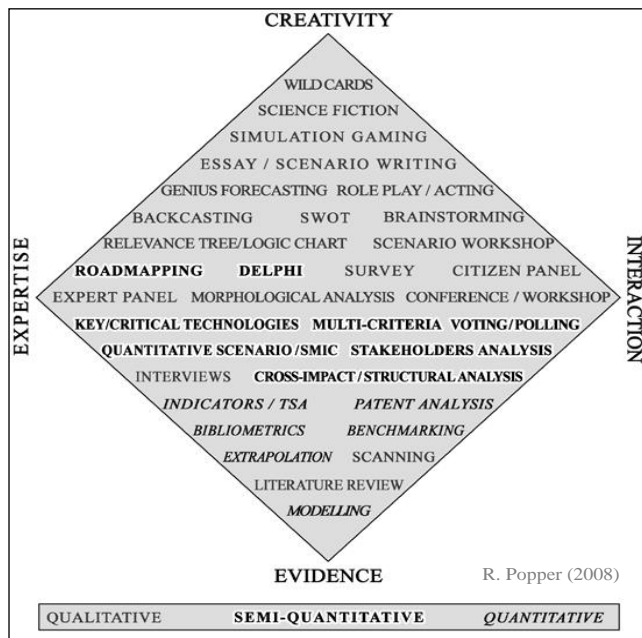 CREATIVITY
WILD CARDS
SCIENCE FICTION
SIMULATION GAMING
ESSAY / SCENARIO WRITING
GENIUS FORECASTING ROLE PLAY / ACTING
BACKCASTING SWOT BRAINSTORMING
RELEVANCE TREE/LOGIC CHART SCENARIO WORKSHOP
ROADMAPPING DELPHI SURVEY CITIZEN PANEL
EXPERTISE
INTERACTION
EXPERT PANEL MORPHOLOGICAL ANALYSIS CONFERENCE / WORKSHOP
KEY/CRITICAL TECHNOLOGIES MULTI-CRITERIA VOTING/POLLING
QUANTITATIVE SCENARIO /SMIC STAKEHOLDERS ANALYSIS
INTERVIEWS CROSS-IMPACT/STRUCTURAL ANALYSIS
INDICATORS / TSA PATENT ANALYSIS
BIBLIOMETRICS BENCHMARKING
EXTRAPOLATION SCANNING
LITERATURE REVIEW
MODELLING
EVIDENCE
R. Popper (2008)
QUALITATIVE SEMI-QUANTITATIVE QUANTITATIVE